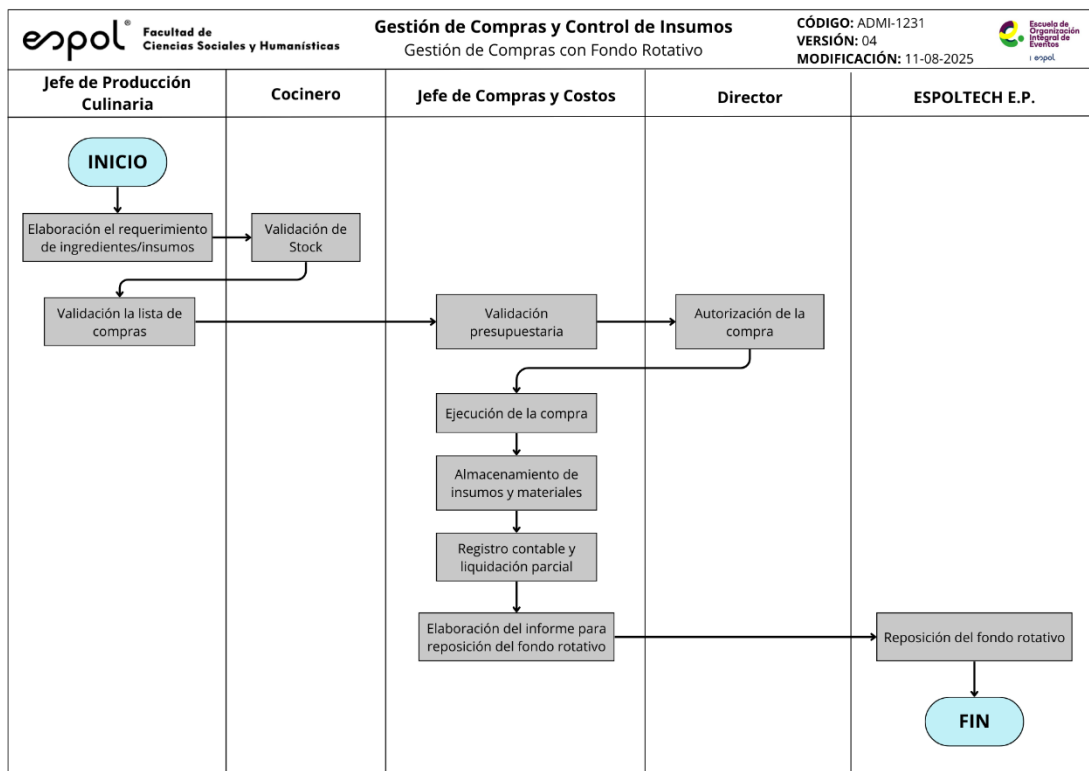 espol
Facultad de
Ciencias Sociales y Humanísticas
Gestión de Compras y Control de Insumos
Gestión de Compras con Fondo Rotativo
CÓDIGO: ADMI-1231
VERSIÓN: 04
MODIFICACIÓN: 11-08-2025
Escuela de
Organización
Integral de
Eventos
espol
Jefe de Producción
Culinaria
Cocinero
Jefe de Compras y Costos
Director
ESPOLTECH E.P.
INICIO
Elaboración el requerimiento
de ingredientes/insumos
Validación de
Stock
Validación la lista de
compras
Validación
presupuestaria
Autorización de la
compra
Ejecución de la compra
Almacenamiento de
insumos y materiales
Registro contable y
liquidación parcial
Elaboración del informe para
reposición del fondo rotativo
Reposición del fondo rotativo
FIN